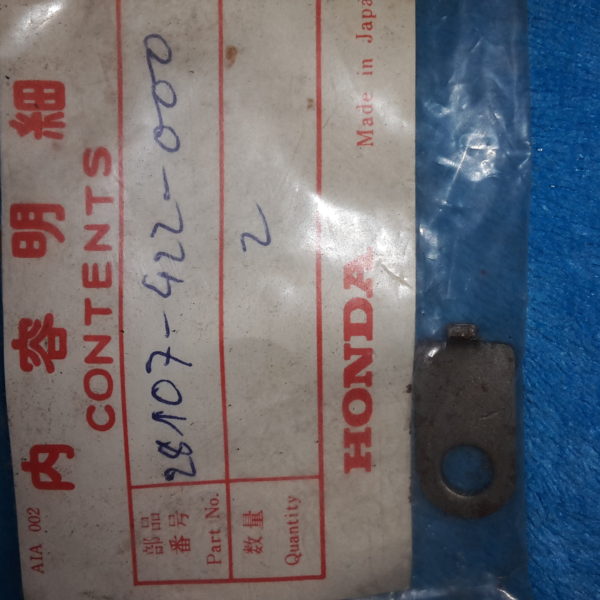 AIA 002
内容明細
CONTENTS
部品番号
Part No.
28107-422-000
数量
Quantity
2
HONDA
Made in Japa